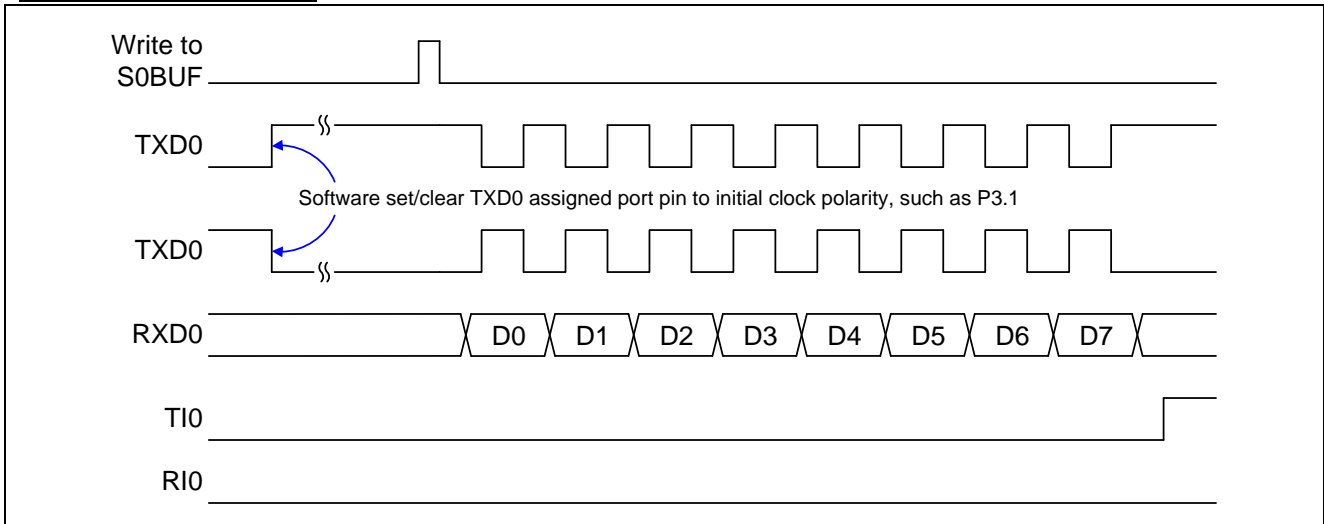 Write to
S0BUF
TXD0
Software set/clear TXD0 assigned port pin to initial clock polarity, such as P3.1
TXD0
RXD0 D0 D1 D2 D3 D4 D5 D6 D7
TI0
RI0